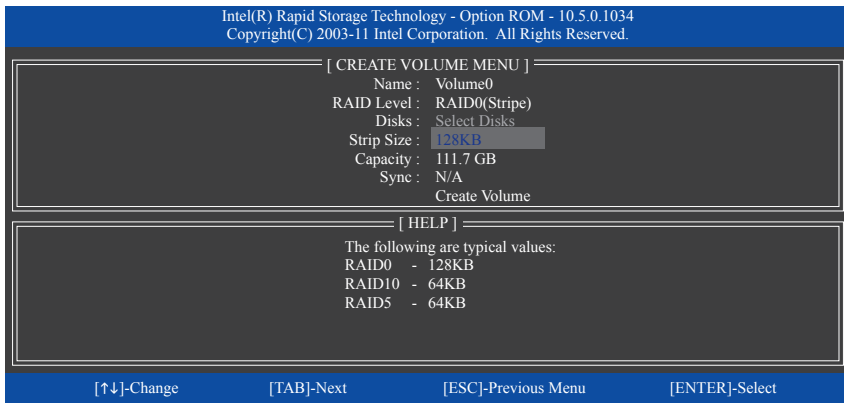 Intel(R) Rapid Storage Technology - Option ROM - 10.5.0.1034
Copyright(C) 2003-11 Intel Corporation. All Rights Reserved.
[ CREATE VOLUME MENU ]
Name : Volume0
RAID Level : RAID0(Stripe)
Disks : Select Disks
Strip Size : 128KB
Capacity : 111.7 GB
Sync : N/A
Create Volume
[ HELP ]
The following are typical values:
RAID0 - 128KB
RAID10 - 64KB
RAID5 - 64KB
[↑↓]-Change [TAB]-Next [ESC]-Previous Menu [ENTER]-Select